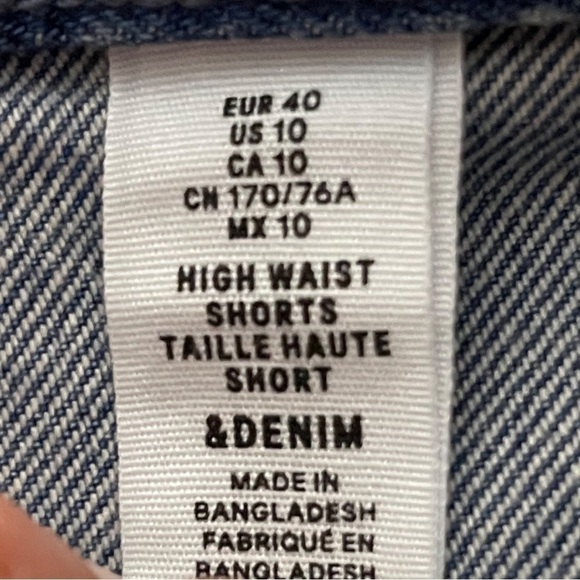 EUR 40
US 10
CA 10
CN 170/76A
MX 10
HIGH WAIST
SHORTS
TAILLE HAUTE
SHORT
&DENIM
MADE IN
BANGLADESH
FABRIQUÉ EN
BANGLADESH